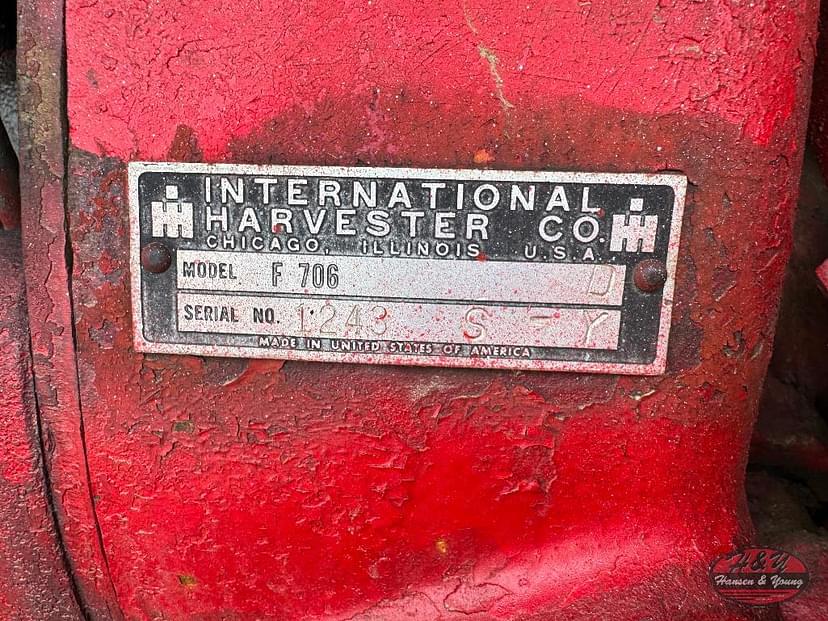 INTERNATIONAL
HARVESTER CO.
CHICAGO, ILLINOIS U.S.A.
MODEL F 706 D
SERIAL NO. 1243 S - Y
MADE IN UNITED STATES OF AMERICA
H&Y
Hansen & Young